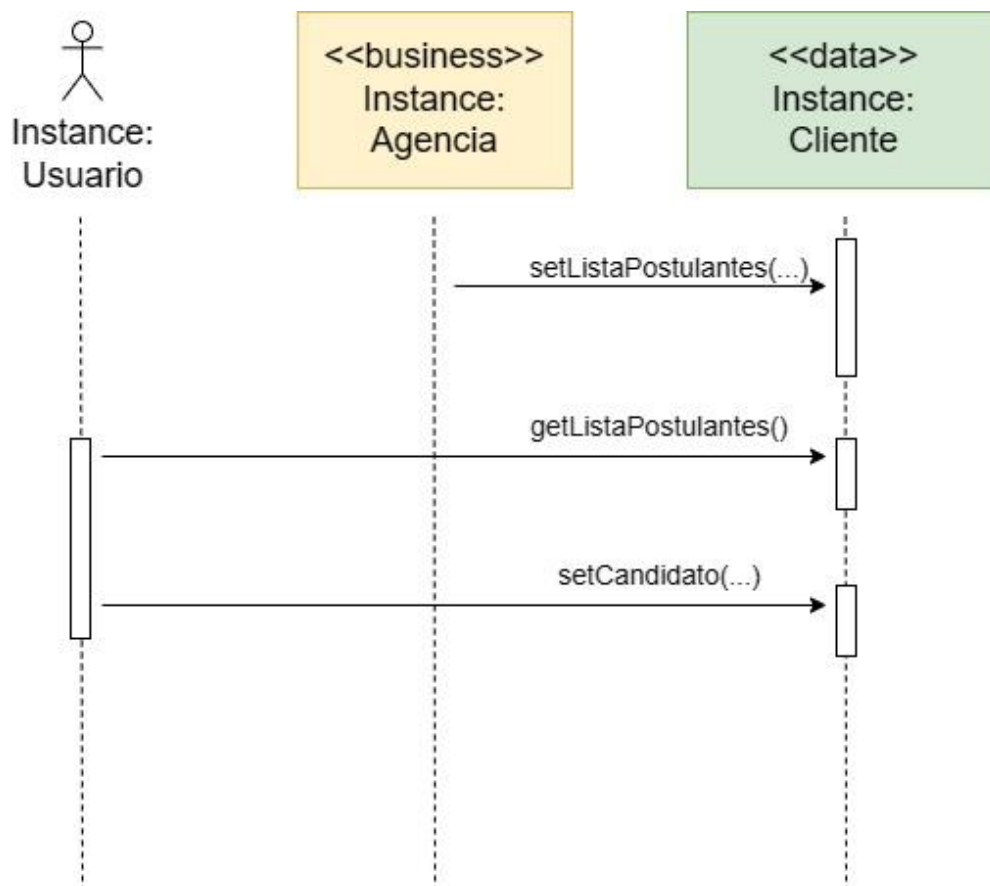 Instance:
Usuario
<<business>>
Instance:
Agencia
<<data>>
Instance:
Cliente
setListaPostulantes(...)
getListaPostulantes()
setCandidato(...)